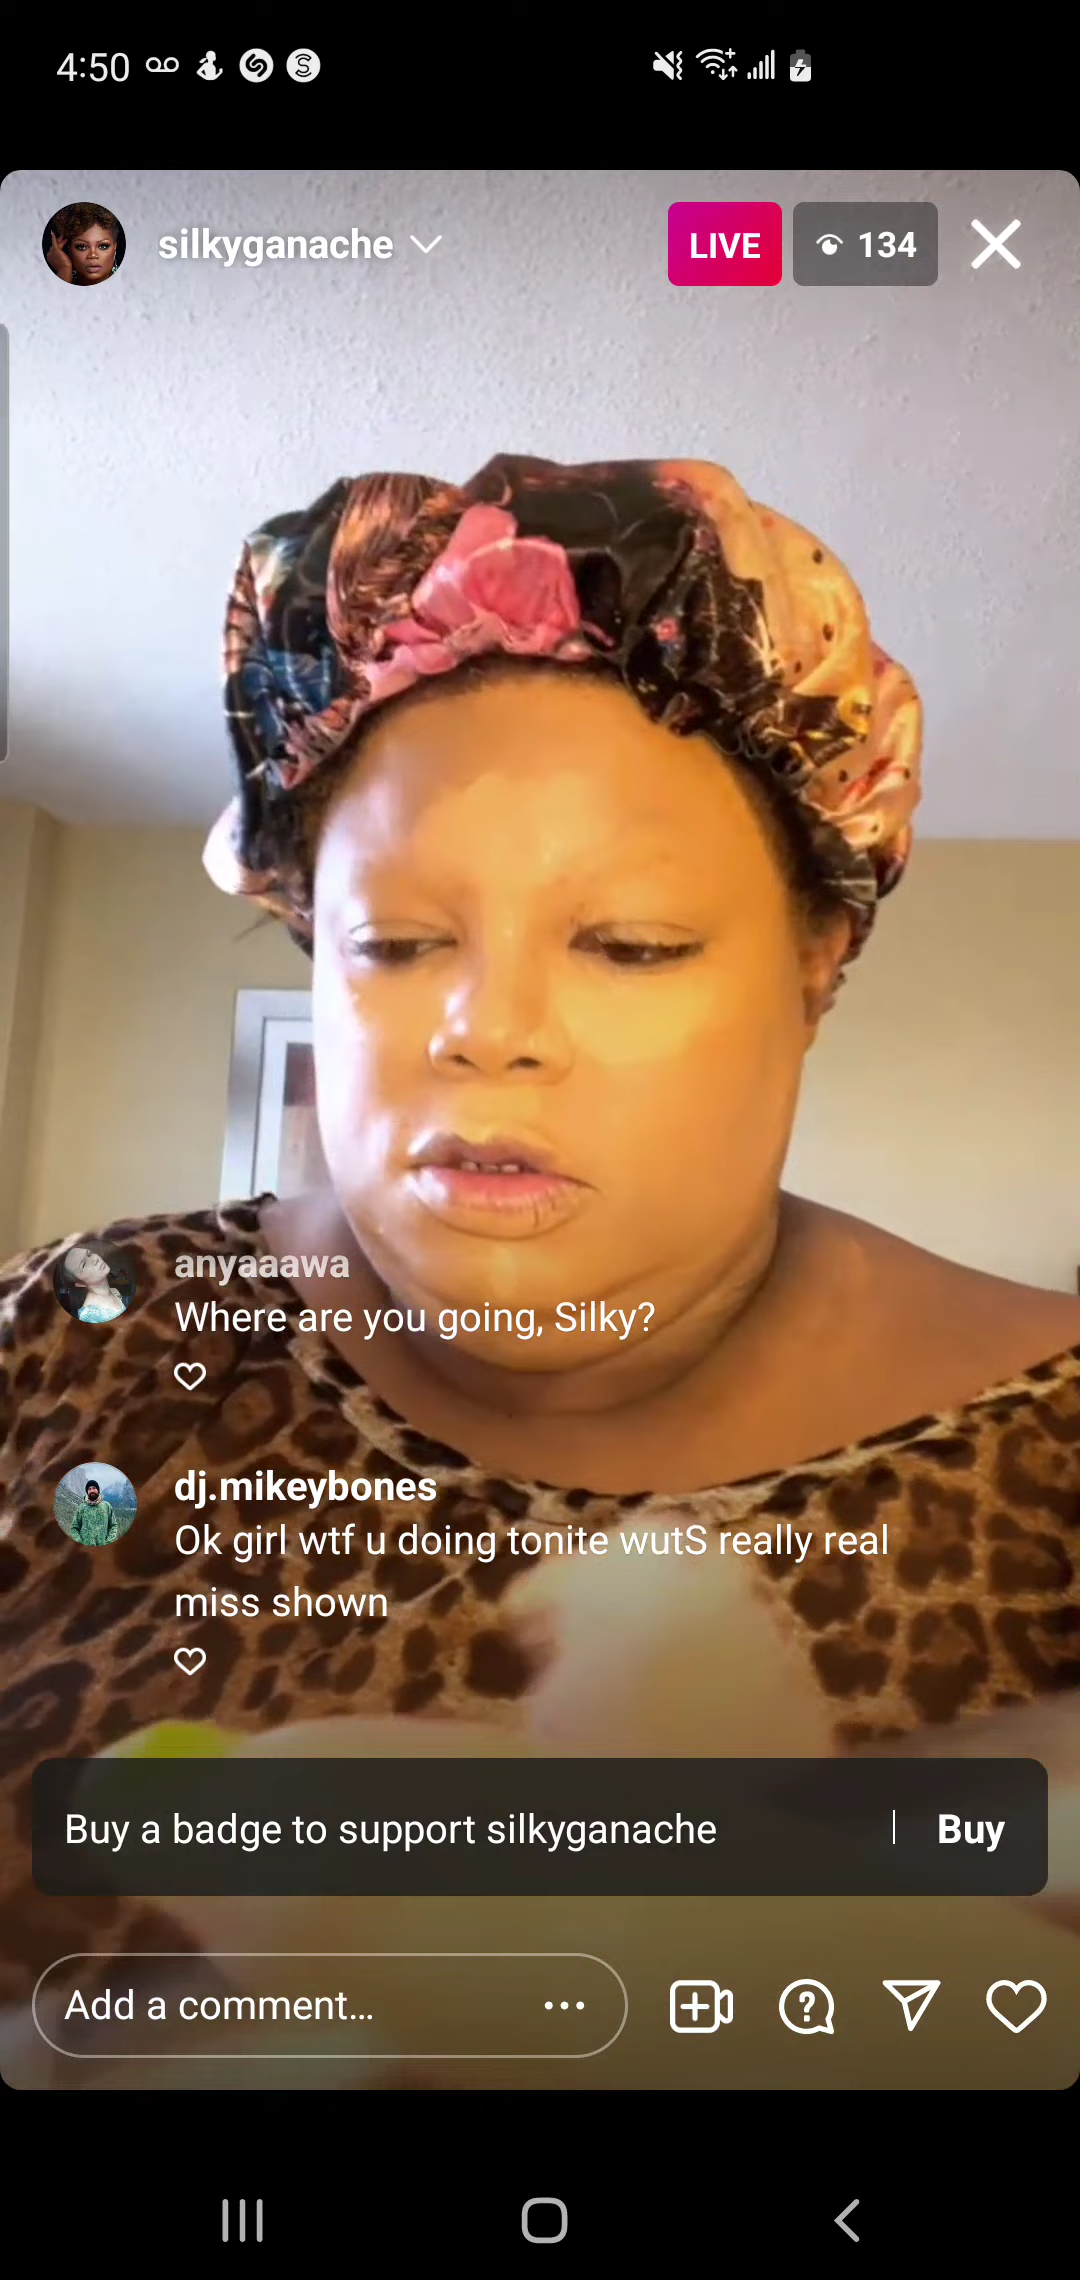 4:50
silkyganache
LIVE
134
anyaaawa
Where are you going, Silky?
dj.mikeybones
Ok girl wtf u doing tonite wutS really real
miss shown
Buy a badge to support silkyganache | Buy
Add a comment...